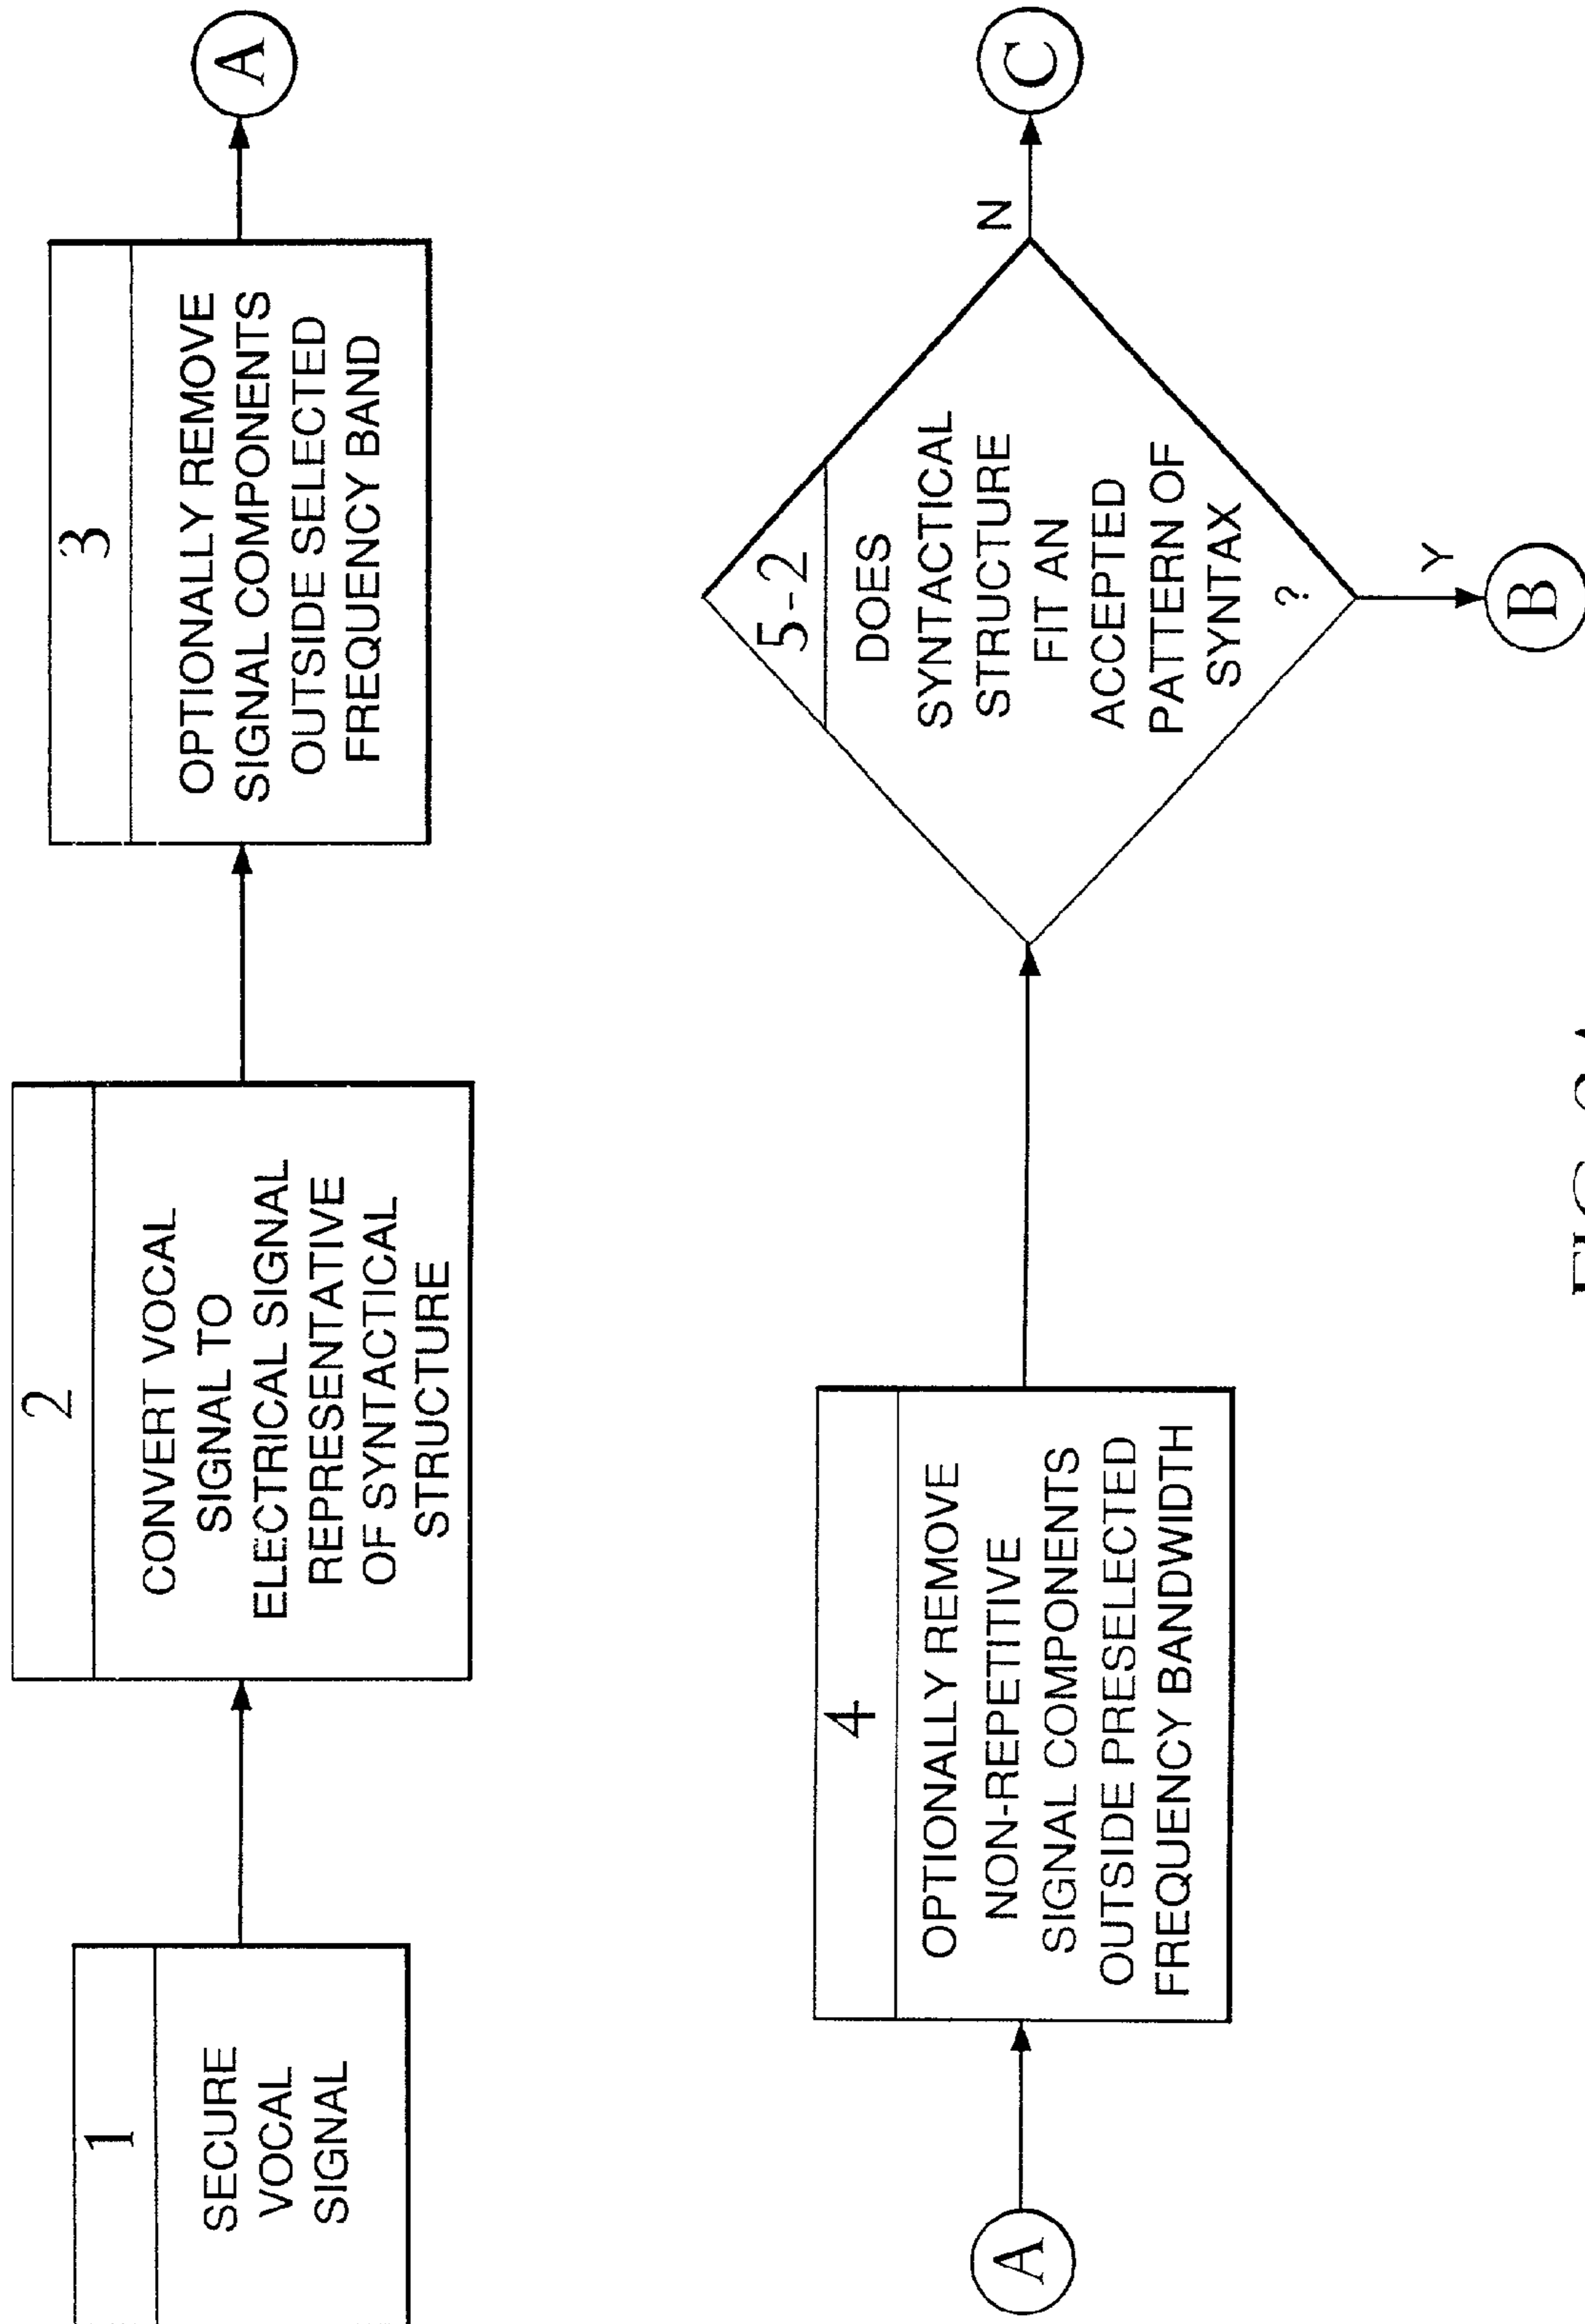 1
SECURE
VOCAL
SIGNAL
2
CONVERT VOCAL
SIGNAL TO
ELECTRICAL SIGNAL
REPRESENTATIVE
OF SYNTACTICAL
STRUCTURE
3
OPTIONALLY REMOVE
SIGNAL COMPONENTS
OUTSIDE SELECTED
FREQUENCY BAND
A
A
4
OPTIONALLY REMOVE
NON-REPETITIVE
SIGNAL COMPONENTS
OUTSIDE PRESELECTED
FREQUENCY BANDWIDTH
5-2
DOES
SYNTACTICAL
STRUCTURE
FIT AN
ACCEPTED
PATTERN OF
SYNTAX
?
N
C
Y
B